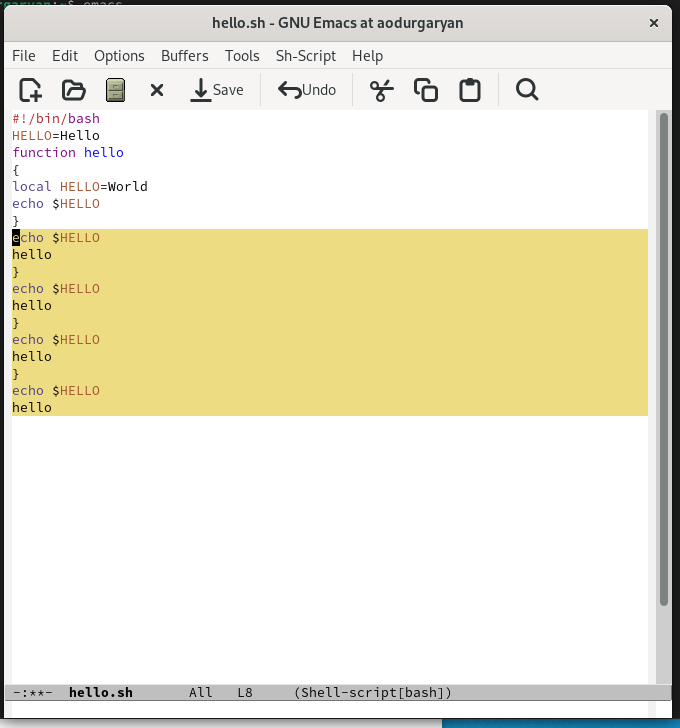 hello.sh - GNU Emacs at aodurgaryan
File Edit Options Buffers Tools Sh-Script Help
Save Undo
#!/bin/bash
HELLO=Hello
function hello
{
local HELLO=World
echo $HELLO
}
echo $HELLO
hello
}
echo $HELLO
hello
}
echo $HELLO
hello
}
echo $HELLO
hello
-:**- hello.sh All L8 (Shell-script[bash])